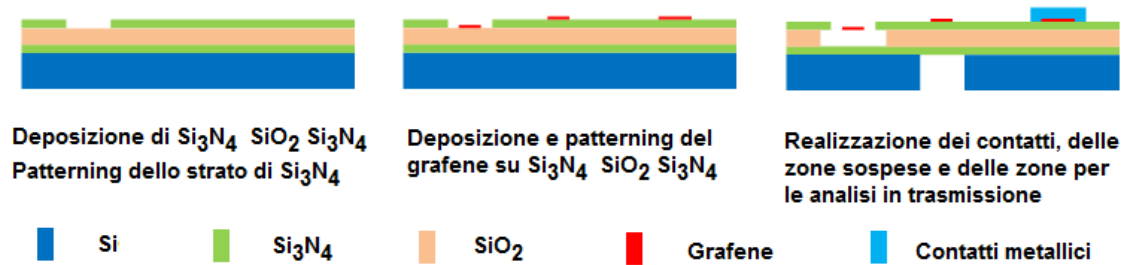 Deposizione di Si3N4 SiO2 Si3N4
Patterning dello strato di Si3N4
Deposizione e patterning del
grafene su Si3N4 SiO2 Si3N4
Realizzazione dei contatti, delle
zone sospese e delle zone per
le analisi in trasmissione
Si
Si3N4
SiO2
Grafene
Contatti metallici